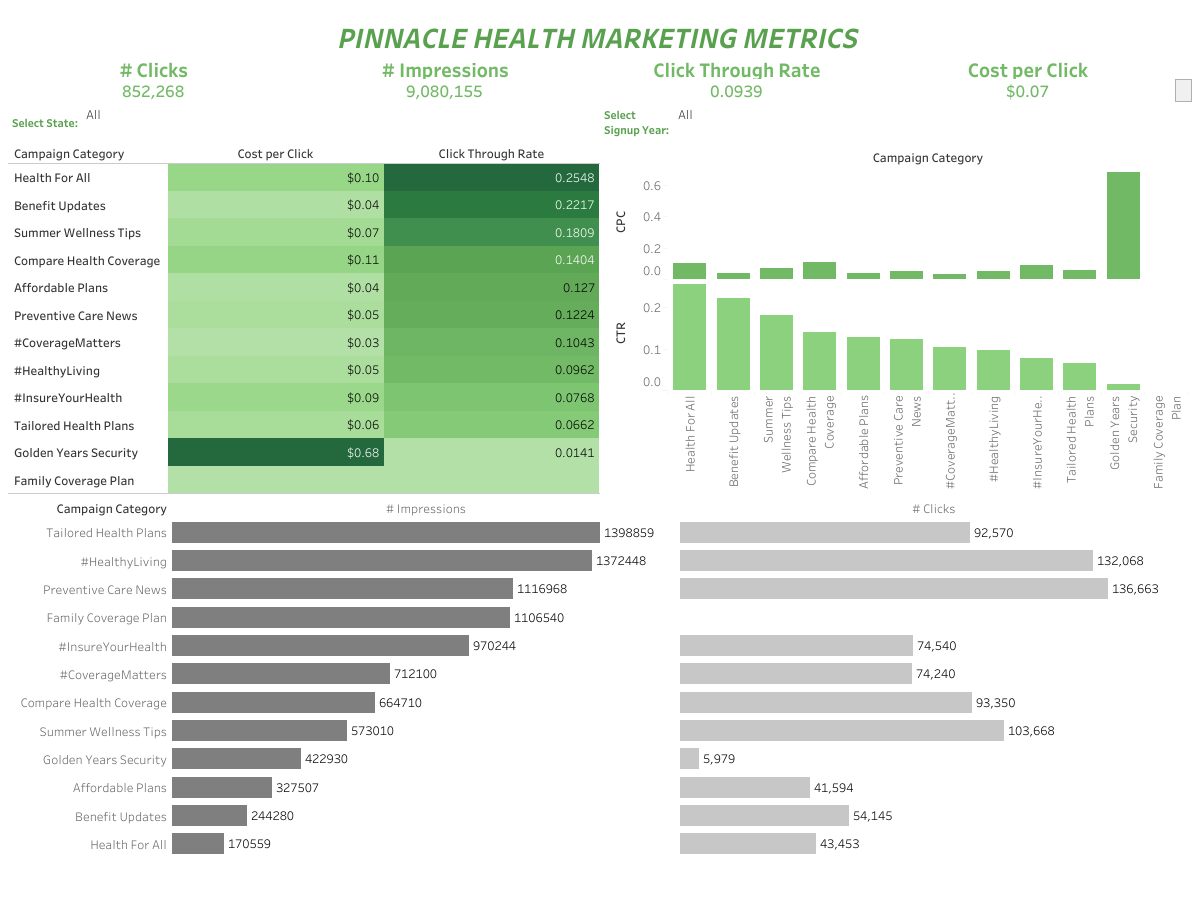 PINNACLE HEALTH MARKETING METRICS
# Clicks # Impressions Click Through Rate Cost per Click
852,268 9,080,155 0.0939 $0.07
Select State: All
Select Signup Year: All
Campaign Category Cost per Click Click Through Rate
Health For All $0.10 0.2548
Benefit Updates $0.04 0.2217
Summer Wellness Tips $0.07 0.1809
Compare Health Coverage $0.11 0.1404
Affordable Plans $0.04 0.127
Preventive Care News $0.05 0.1224
#CoverageMatters $0.03 0.1043
#HealthyLiving $0.05 0.0962
#InsureYourHealth $0.09 0.0768
Tailored Health Plans $0.06 0.0662
Golden Years Security $0.68 0.0141
Family Coverage Plan
Campaign Category
CPC
0.6
0.4
0.2
0.0
CTR
0.2
0.1
0.0
Health For All
Benefit Updates
Summer
Wellness Tips
Compare Health
Coverage
Affordable Plans
Preventive Care
News
#CoverageMatt..
#HealthyLiving
#InsureYourHe..
Tailored Health
Plans
Golden Years
Security
Family Coverage
Plan
Campaign Category # Impressions # Clicks
Tailored Health Plans 1398859 92,570
#HealthyLiving 1372448 132,068
Preventive Care News 1116968 136,663
Family Coverage Plan 1106540
#InsureYourHealth 970244 74,540
#CoverageMatters 712100 74,240
Compare Health Coverage 664710 93,350
Summer Wellness Tips 573010 103,668
Golden Years Security 422930 5,979
Affordable Plans 327507 41,594
Benefit Updates 244280 54,145
Health For All 170559 43,453